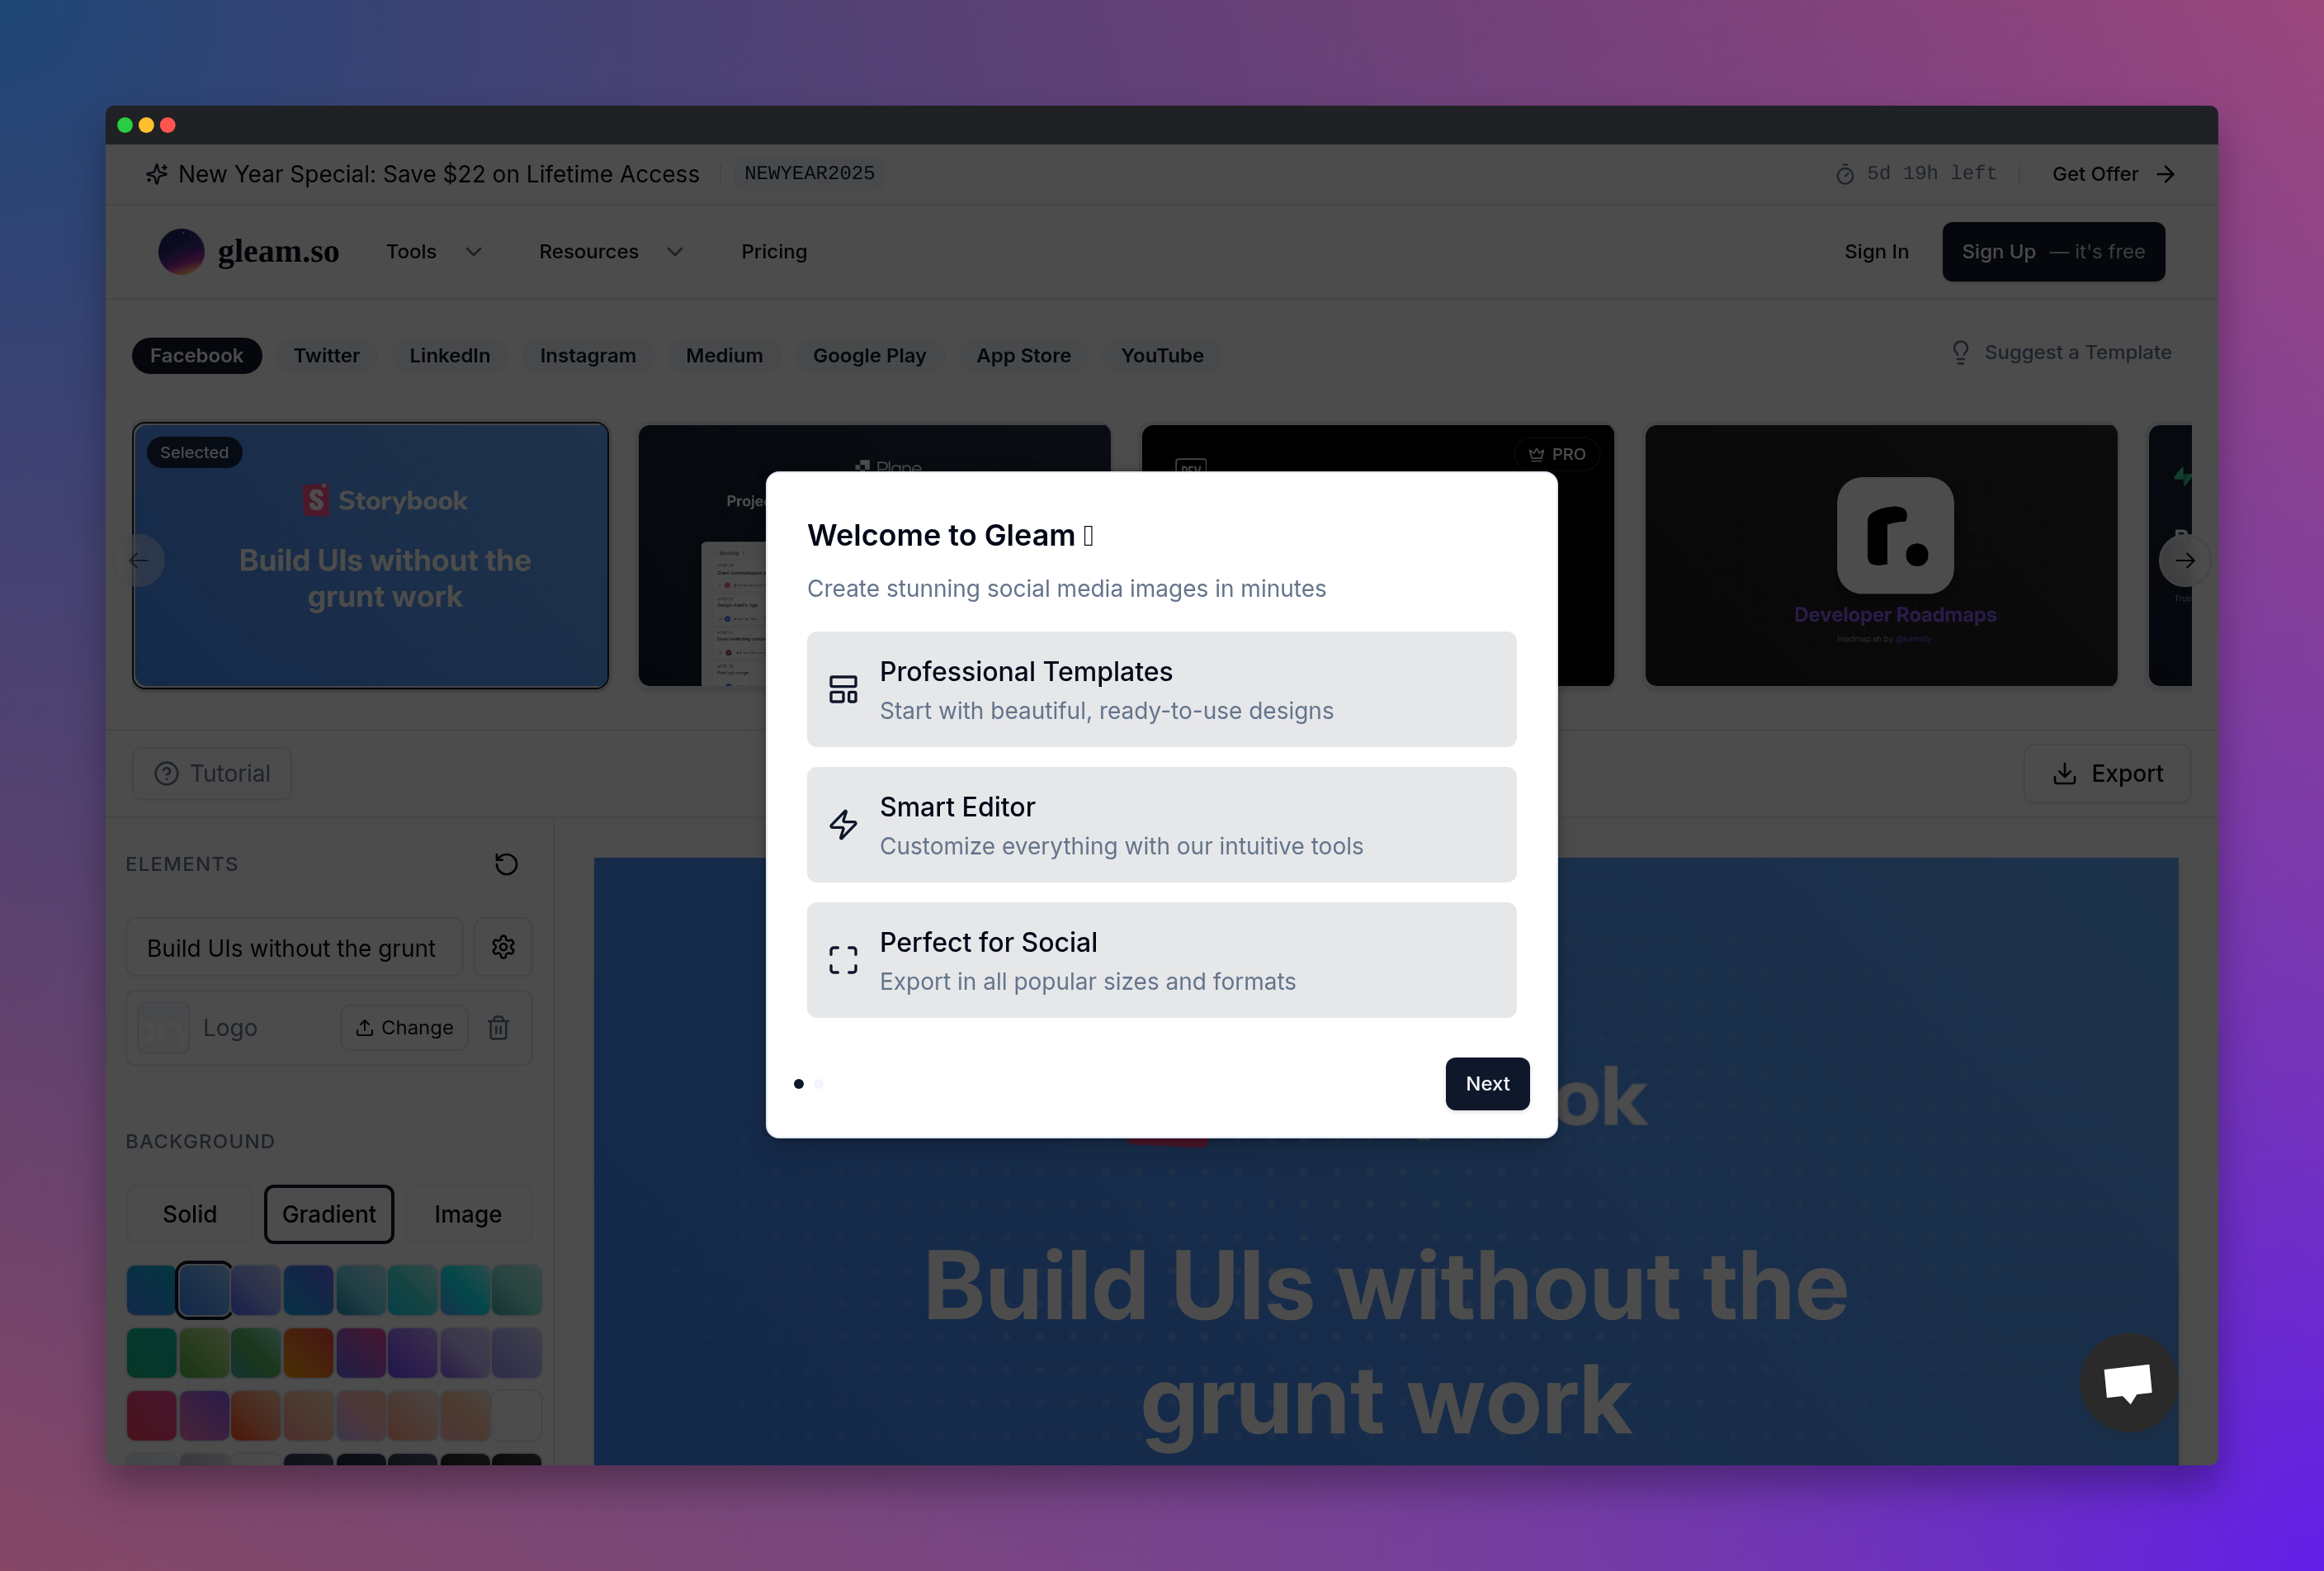 New Year Special: Save $22 on Lifetime Access NEWYEAR2025 5d 19h left Get Offer
gleam.so Tools Resources Pricing Sign In Sign Up — it's free
Facebook Twitter LinkedIn Instagram Medium Google Play App Store YouTube Suggest a Template
Selected
Storybook
Build UIs without the
grunt work
Plane
DEV
PRO
Developer Roadmaps
roadmap.sh by @kamrify
Welcome to Gleam
Create stunning social media images in minutes
Professional Templates
Start with beautiful, ready-to-use designs
Smart Editor
Customize everything with our intuitive tools
Perfect for Social
Export in all popular sizes and formats
Next
Tutorial Export
ELEMENTS
Build UIs without the grunt
Logo Change
BACKGROUND
Solid Gradient Image
ok
Build UIs without the
grunt work